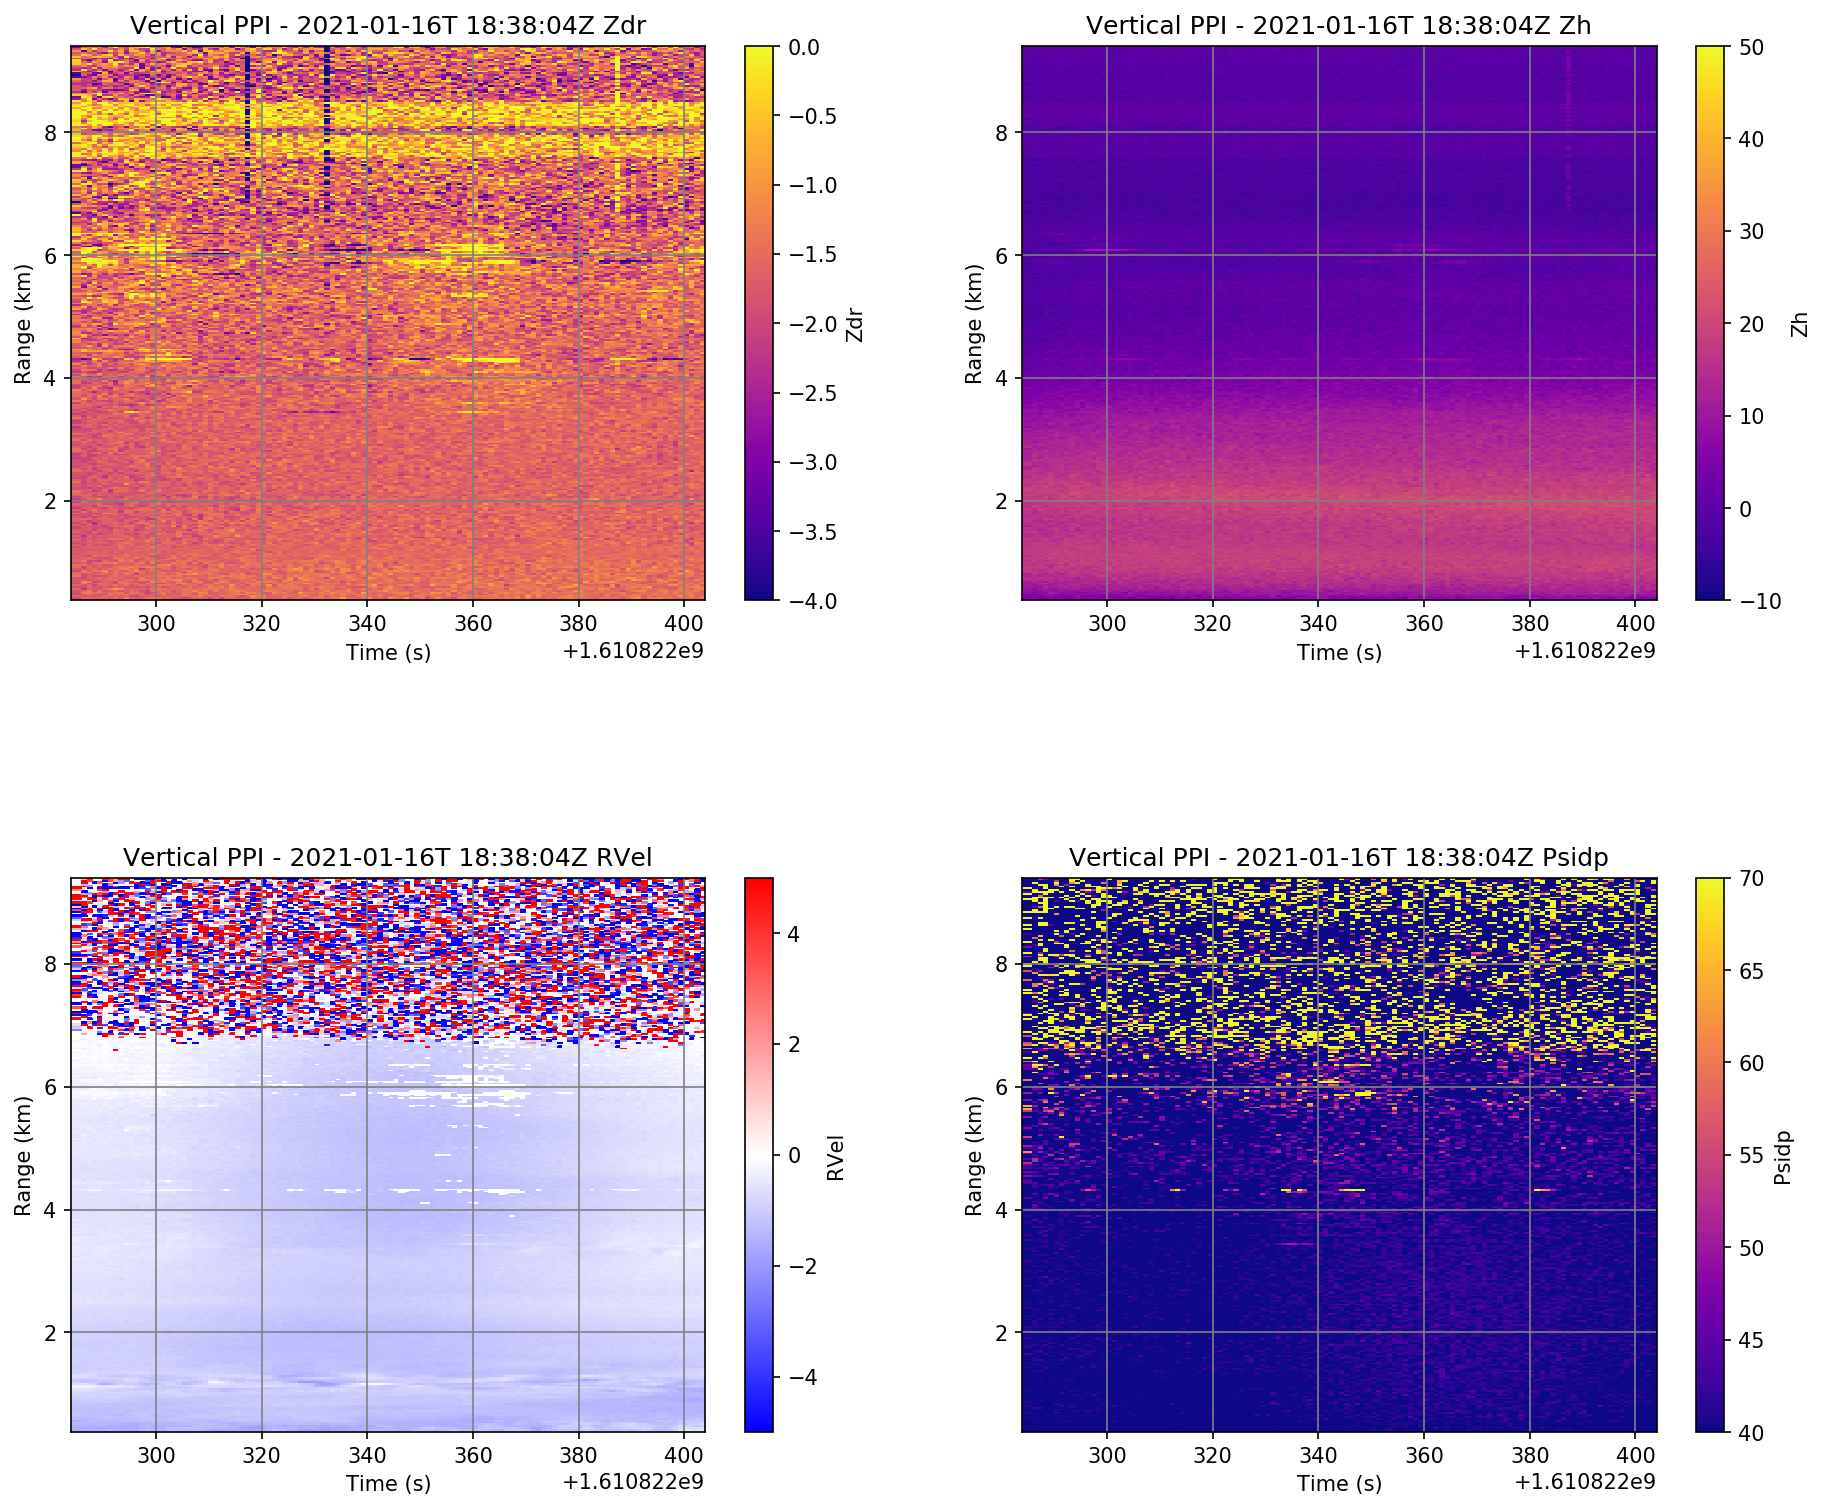 Vertical PPI - 2021-01-16T 18:38:04Z Zdr
Range (km)
8
6
4
2
300 320 340 360 380 400
Time (s)
+1.610822e9
0.0
−0.5
−1.0
−1.5
−2.0
−2.5
−3.0
−3.5
−4.0
Zdr
Vertical PPI - 2021-01-16T 18:38:04Z Zh
Range (km)
8
6
4
2
300 320 340 360 380 400
Time (s)
+1.610822e9
50
40
30
20
10
0
−10
Zh
Vertical PPI - 2021-01-16T 18:38:04Z RVel
Range (km)
8
6
4
2
300 320 340 360 380 400
Time (s)
+1.610822e9
4
2
0
−2
−4
RVel
Vertical PPI - 2021-01-16T 18:38:04Z Psidp
Range (km)
8
6
4
2
300 320 340 360 380 400
Time (s)
+1.610822e9
70
65
60
55
50
45
40
Psidp